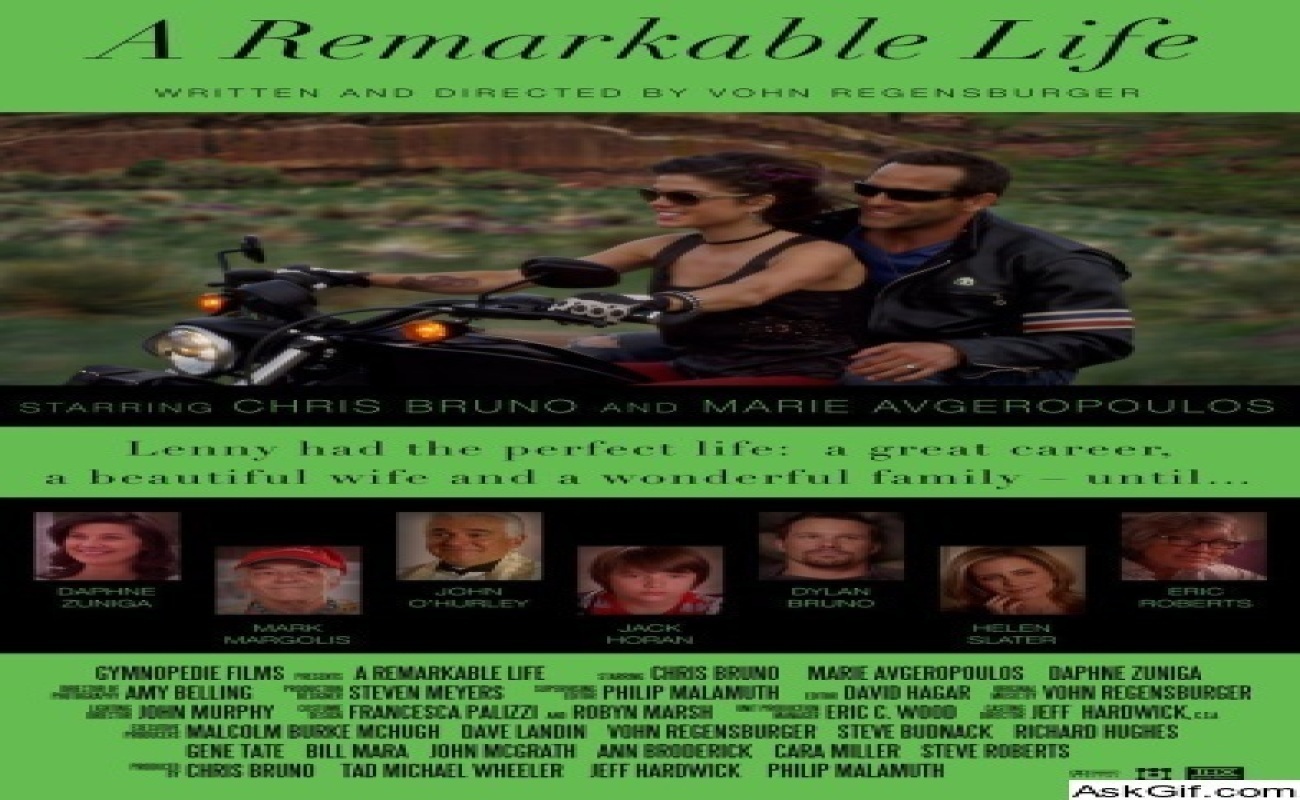 A Remarkable Life
WRITTEN AND DIRECTED BY VOHN REGENSBURGER
STARRING CHRIS BRUNO AND MARIE AVGEROPOULOS
Lenny had the perfect life: a great career,
a beautiful wife and a wonderful family – until...
DAPHNE
ZUNIGA
MARK
MARGOLIS
JOHN
O'HURLEY
JACK
HORAN
DYLAN
BRUNO
HELEN
SLATER
ERIC
ROBERTS
GYMNOPEDIE FILMS PRESENTS A REMARKABLE LIFE STARRING CHRIS BRUNO MARIE AVGEROPOULOS DAPHNE ZUNIGA
AMY BELLING STEVEN MEYERS PHILIP MALAMUTH EDITOR DAVID HAGAR VOHN REGENSBURGER
JOHN MURPHY FRANCESCA PALIZZI AND ROBYN MARSH ERIC C. WOOD JEFF HARDWICK, C.S.A
MALCOLM BURKE MCHUGH DAVE LANDIN VOHN REGENSBURGER STEVE BUDNACK RICHARD HUGHES
GENE TATE BILL MARA JOHN MCGRATH ANN BRODERICK CARA MILLER STEVE ROBERTS
CHRIS BRUNO TAD MICHAEL WHEELER JEFF HARDWICK PHILIP MALAMUTH
AskGif.com